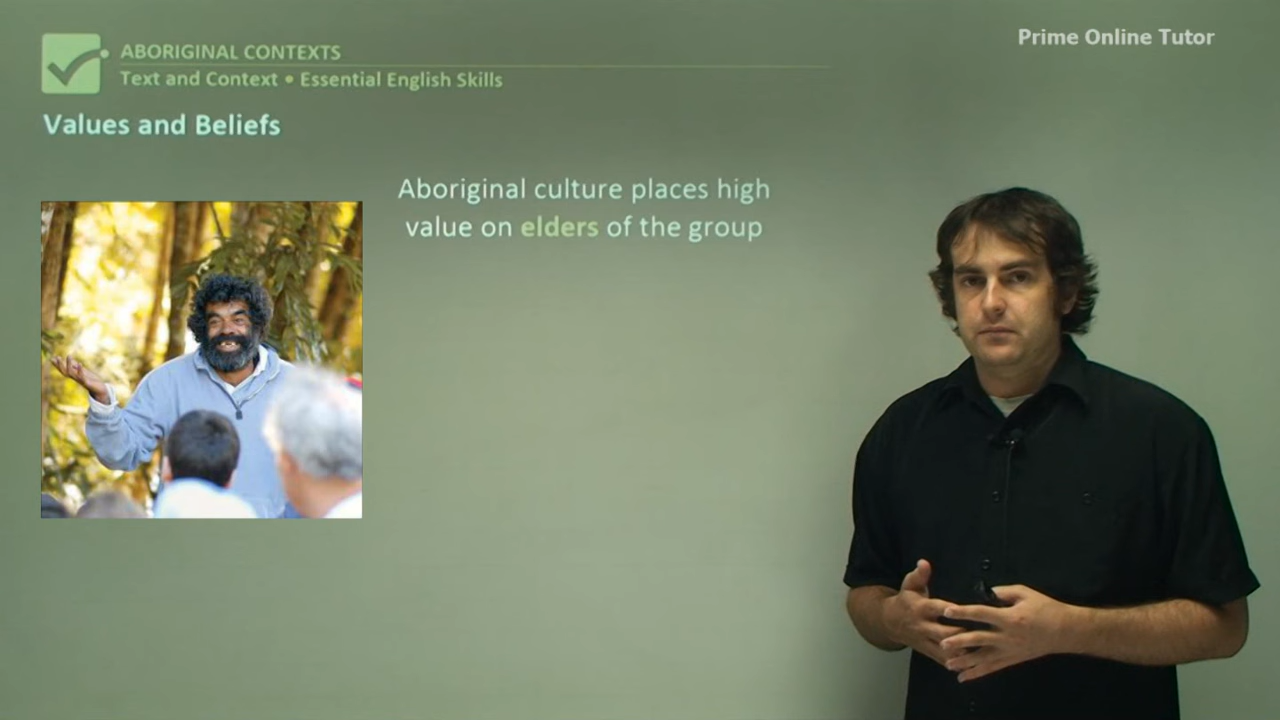 Prime Online Tutor
ABORIGINAL CONTEXTS
Text and Context • Essential English Skills
Values and Beliefs
Aboriginal culture places high
value on elders of the group